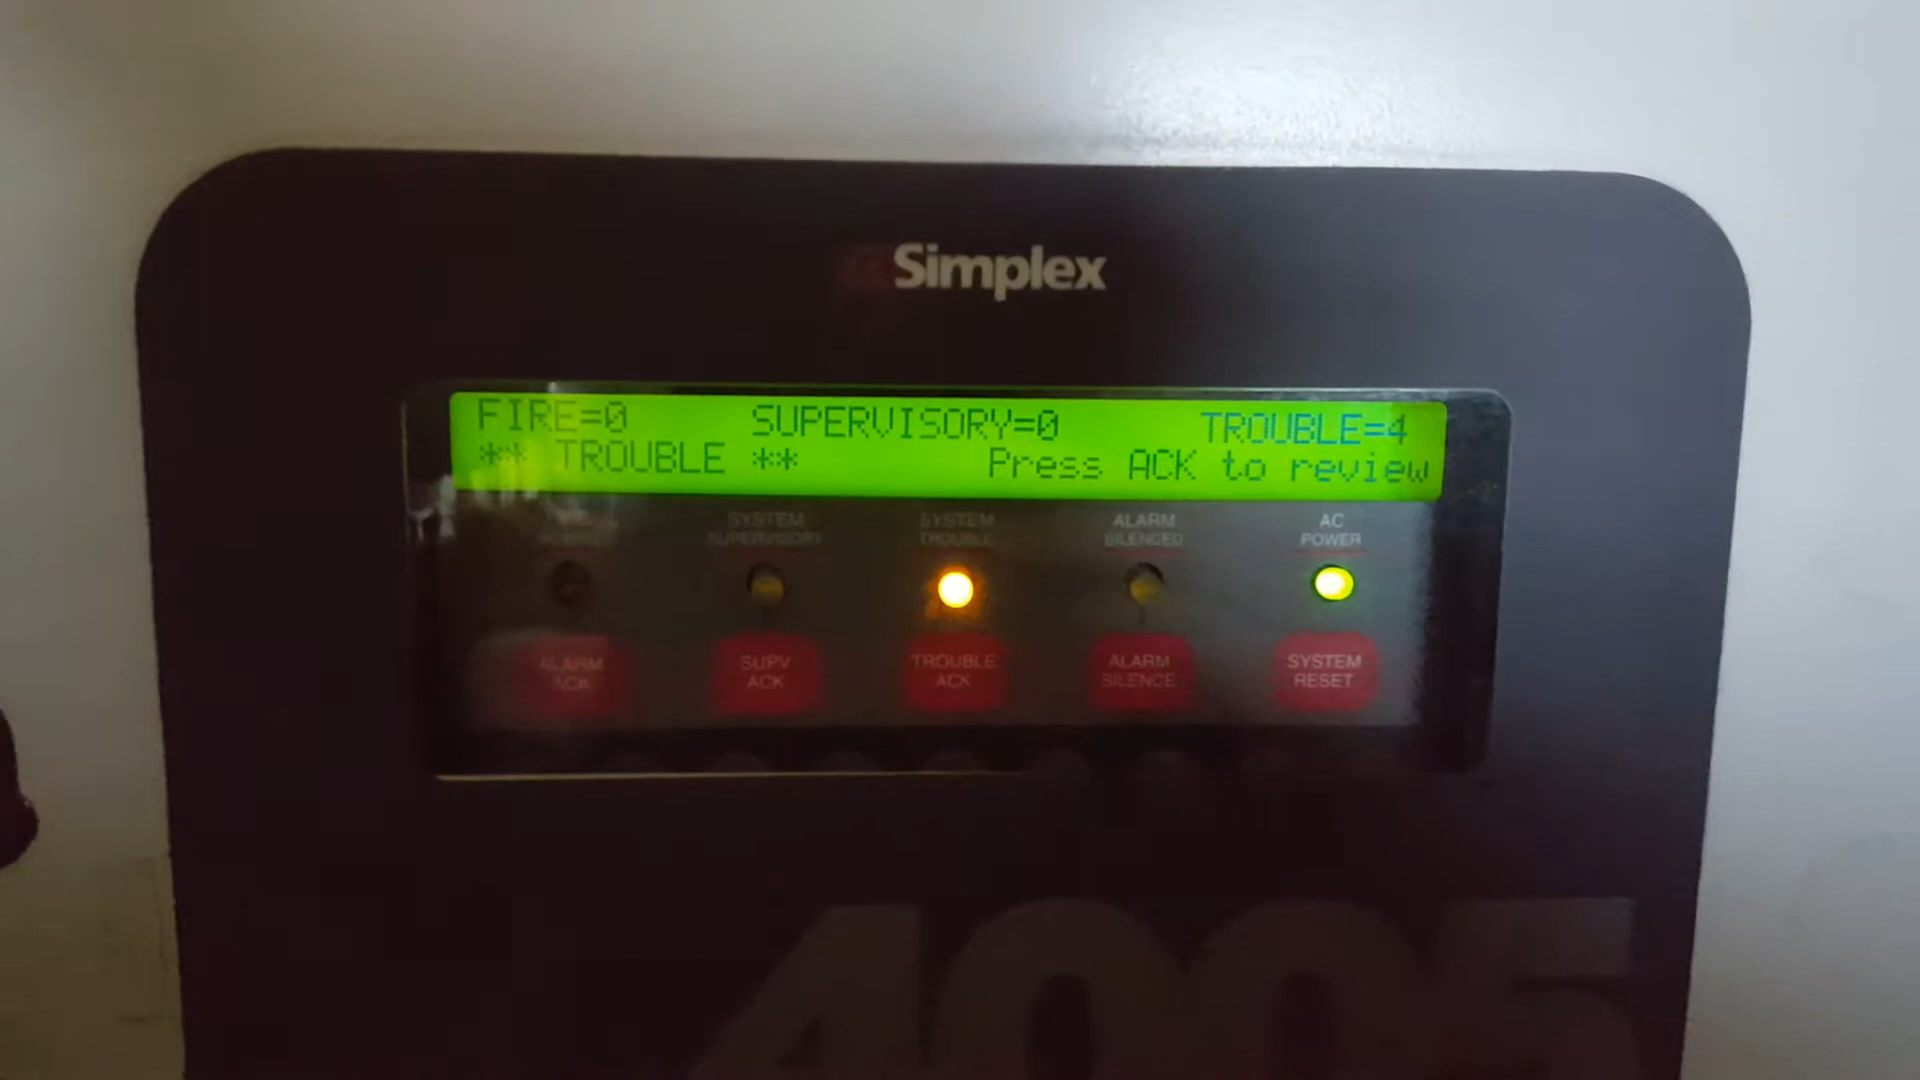 Simplex
FIRE=0 SUPERVISORY=0 TROUBLE=4
** TROUBLE ** Press ACK to review
SYSTEM SUPERVISORY
SYSTEM TROUBLE
ALARM SILENCED
AC POWER
ALARM ACK
SUPV ACK
TROUBLE ACK
ALARM SILENCE
SYSTEM RESET
4005